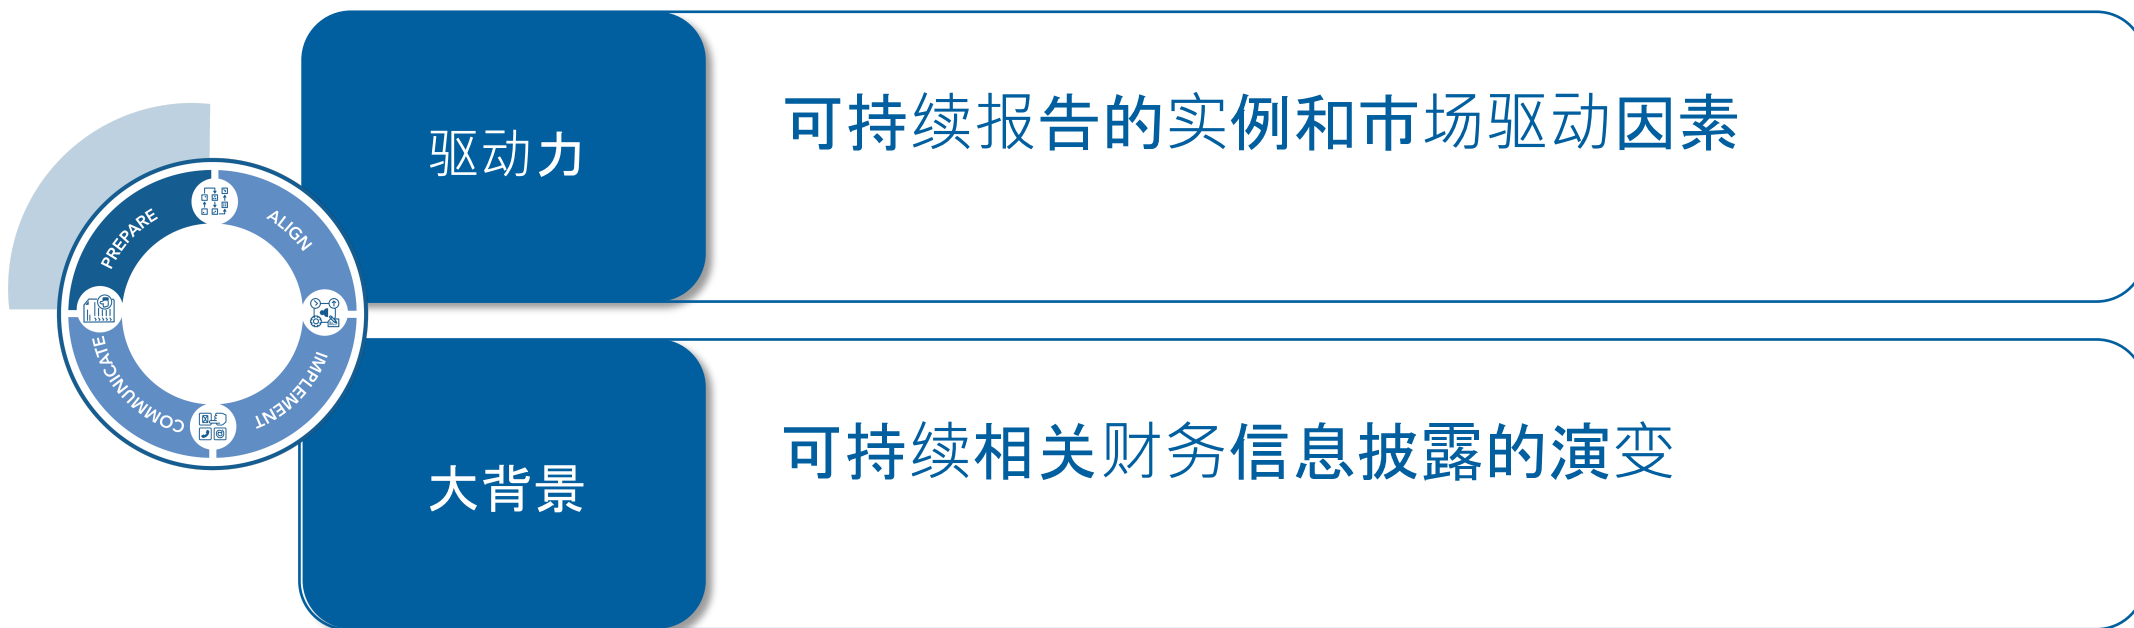 驱动力
可持续报告的实例和市场驱动因素
PREPARE
ALIGN
IMPLEMENT
COMMUNICATE
大背景
可持续相关财务信息披露的演变